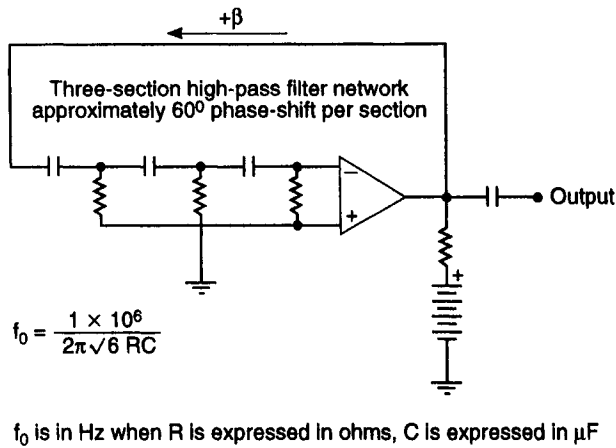 +β
Three-section high-pass filter network
approximately 60⁰ phase-shift per section
−
+
Output
+
f₀ = 1 × 10⁶ / 2π√6 RC
f₀ is in Hz when R is expressed in ohms, C is expressed in μF